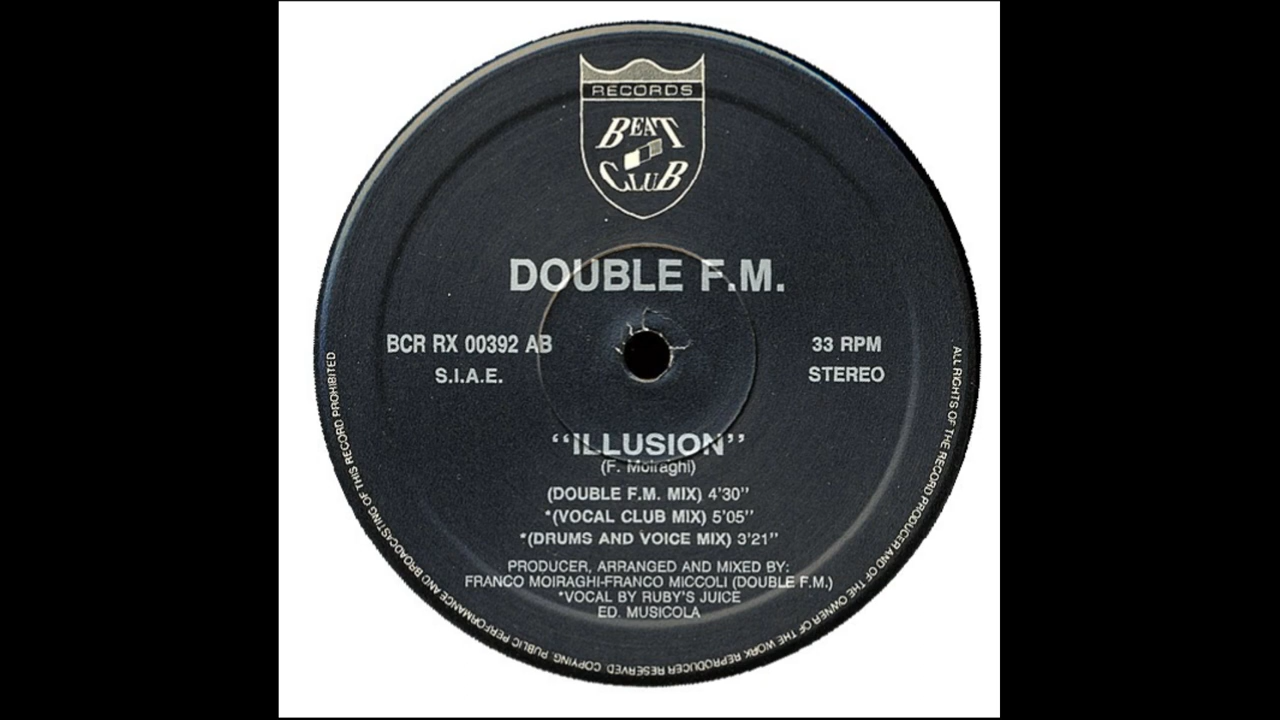 RECORDS
BEAT
CLUB
DOUBLE F.M.
BCR RX 00392 AB
33 RPM
S.I.A.E.
STEREO
"ILLUSION"
(F. Moiraghi)
(DOUBLE F.M. MIX) 4'30"
*(VOCAL CLUB MIX) 5'05"
*(DRUMS AND VOICE MIX) 3'21"
PRODUCER, ARRANGED AND MIXED BY:
FRANCO MOIRAGHI-FRANCO MICCOLI (DOUBLE F.M.)
*VOCAL BY RUBY'S JUICE
ED. MUSICOLA
ALL RIGHTS OF THE RECORD PRODUCER AND OF THE OWNER OF THE WORK REPRODUCER RESERVED. COPYING, PUBLIC PERFORMANCE AND BROADCASTING OF THIS RECORD PROHIBITED